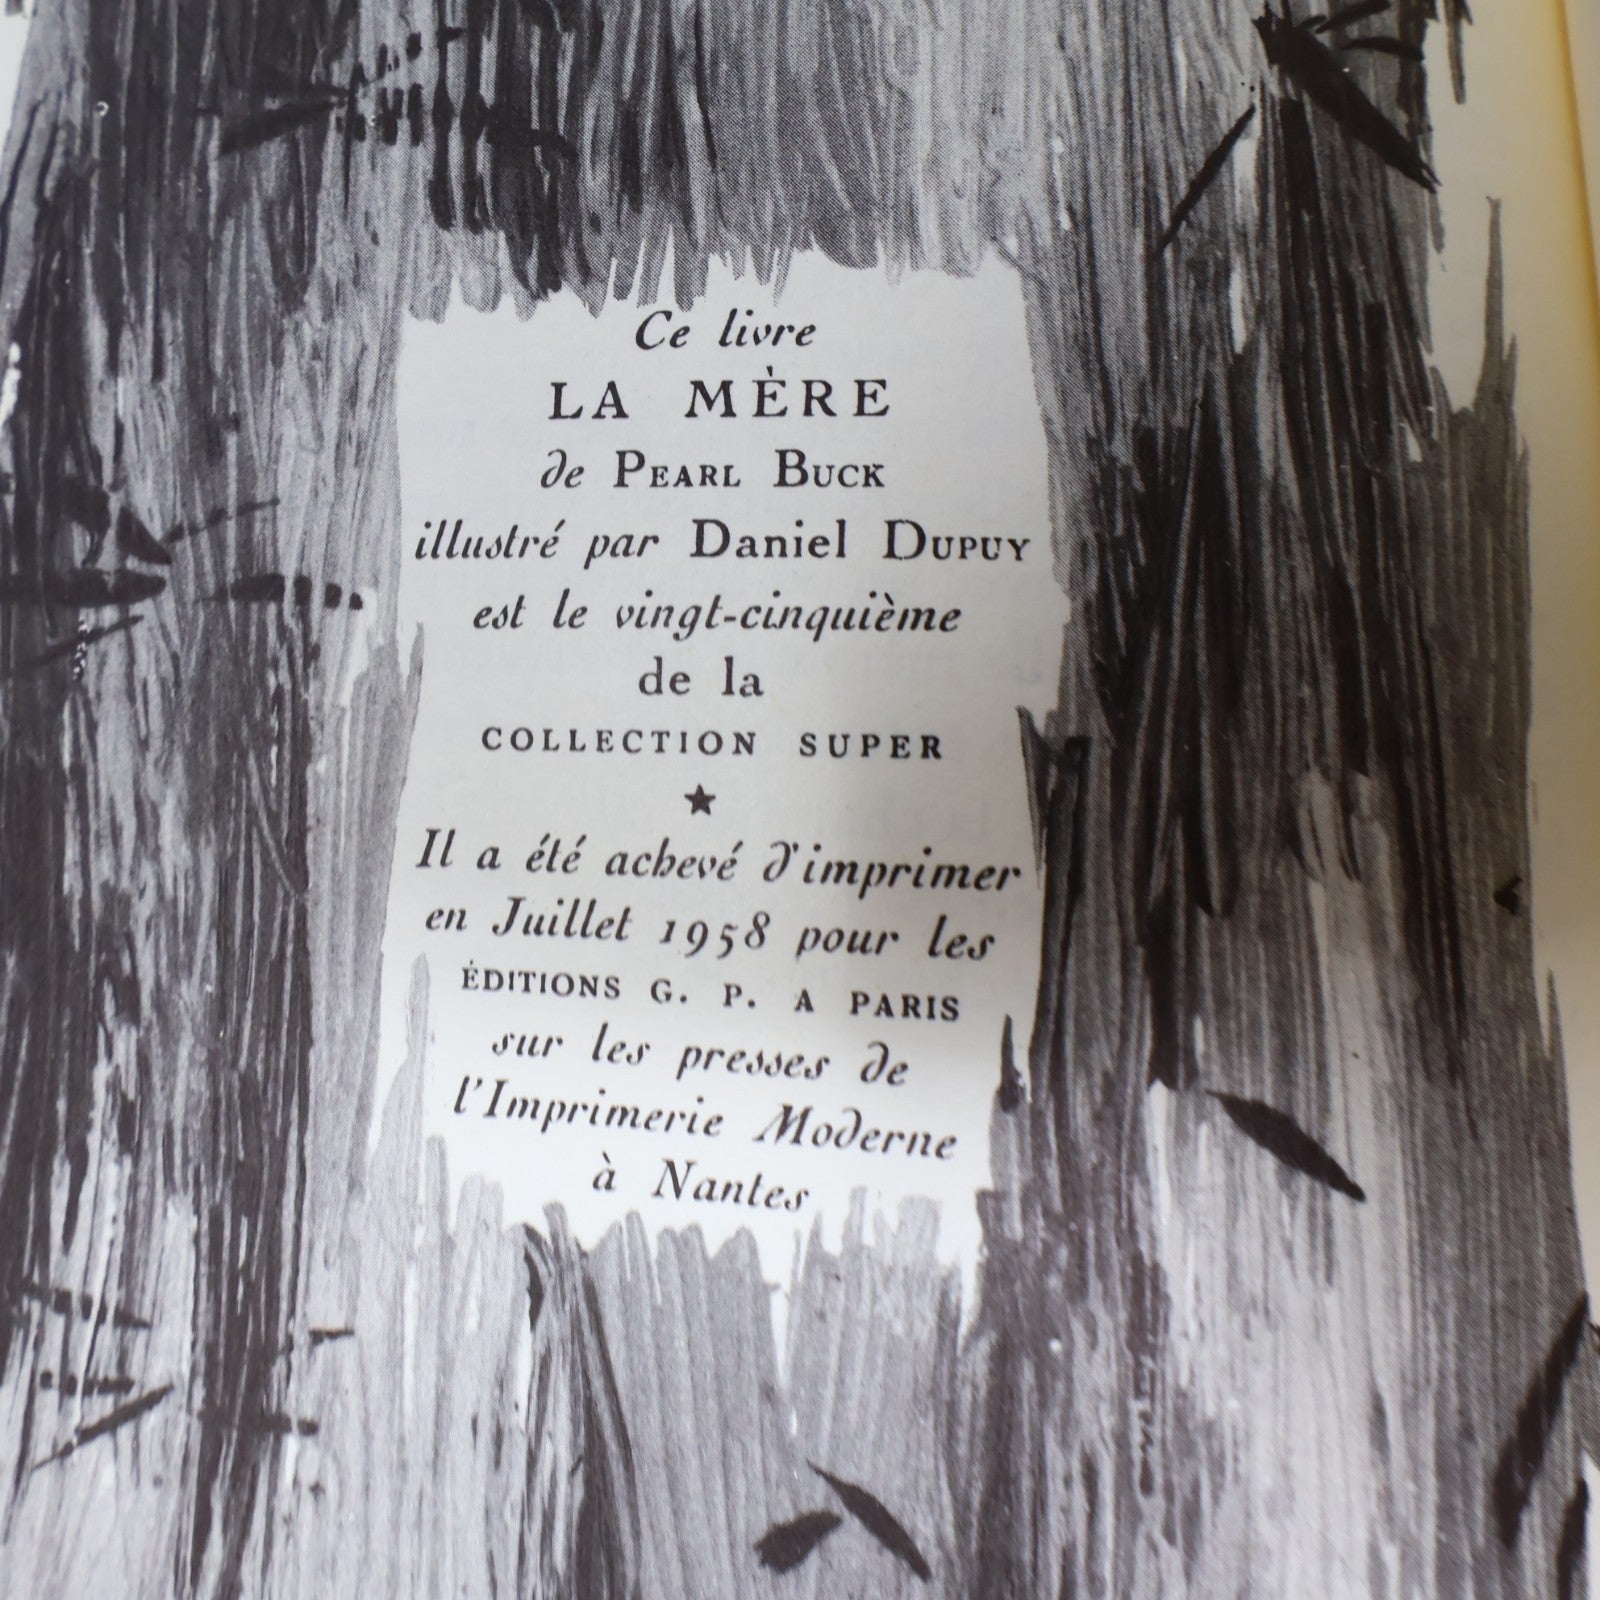 Ce livre
LA MÈRE
de PEARL BUCK
illustré par Daniel DUPUY
est le vingt-cinquième
de la
COLLECTION SUPER
★
Il a été achevé d'imprimer
en Juillet 1958 pour les
ÉDITIONS G. P. A PARIS
sur les presses de
l'Imprimerie Moderne
à Nantes